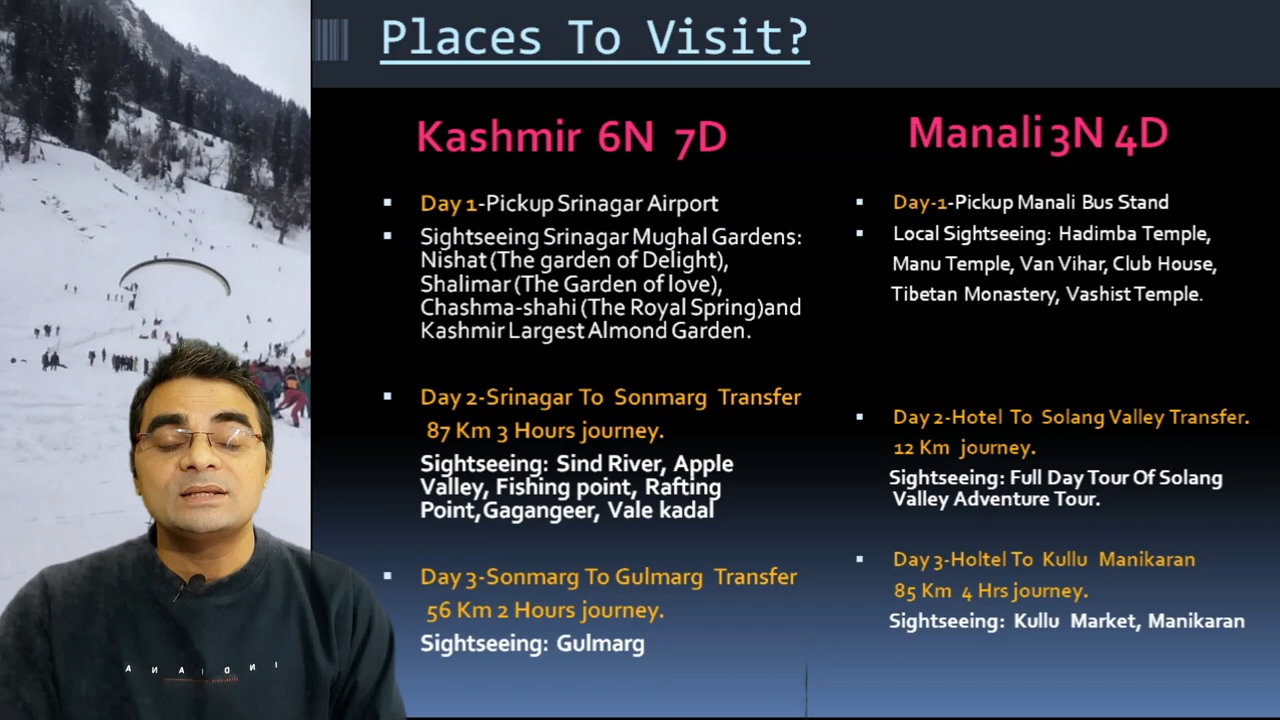 Places To Visit?
Kashmir 6N 7D
Day 1-Pickup Srinagar Airport
Sightseeing Srinagar Mughal Gardens:
Nishat (The garden of Delight),
Shalimar (The Garden of love),
Chashma-shahi (The Royal Spring)and
Kashmir Largest Almond Garden.
Day 2-Srinagar To Sonmarg Transfer
87 Km 3 Hours journey.
Sightseeing: Sind River, Apple
Valley, Fishing point, Rafting
Point,Gagangeer, Vale kadal
Day 3-Sonmarg To Gulmarg Transfer
56 Km 2 Hours journey.
Sightseeing: Gulmarg
Manali 3N 4D
Day-1-Pickup Manali Bus Stand
Local Sightseeing: Hadimba Temple,
Manu Temple, Van Vihar, Club House,
Tibetan Monastery, Vashist Temple.
Day 2-Hotel To Solang Valley Transfer.
12 Km journey.
Sightseeing: Full Day Tour Of Solang
Valley Adventure Tour.
Day 3-Holtel To Kullu Manikaran
85 Km 4 Hrs journey.
Sightseeing: Kullu Market, Manikaran